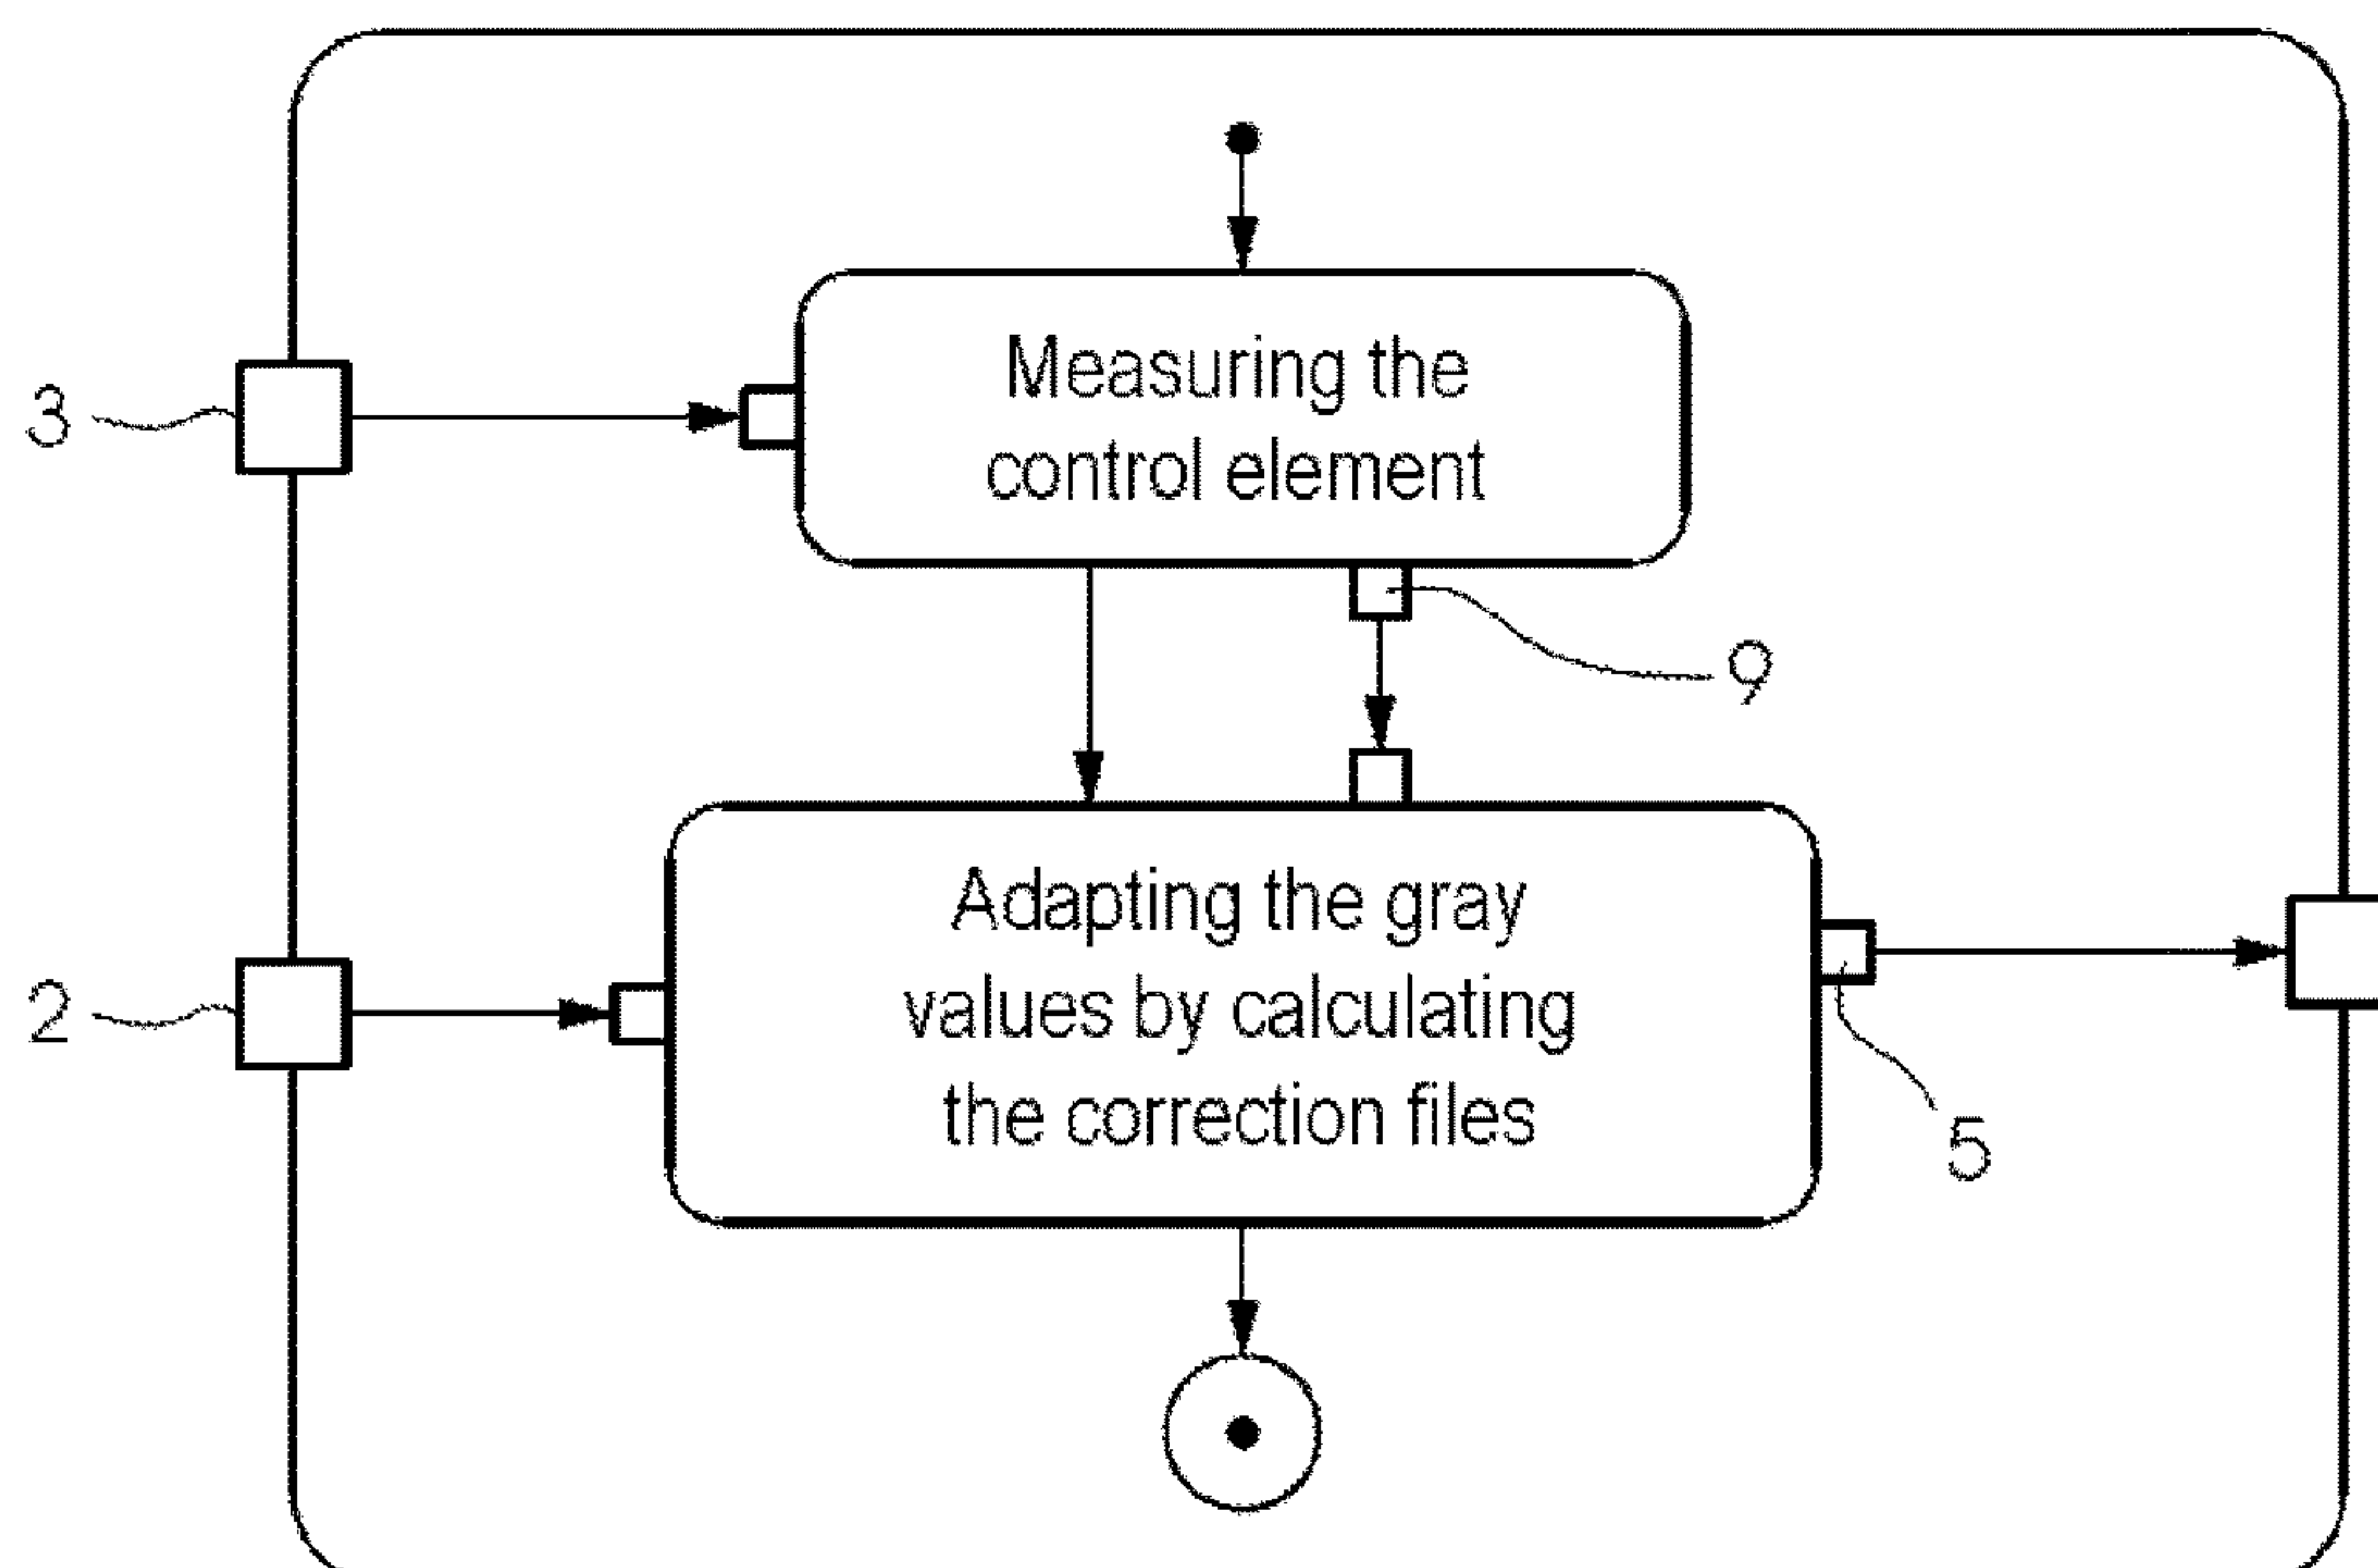 Measuring the
control element
3
9
Adapting the gray
values by calculating
the correction files
2
5